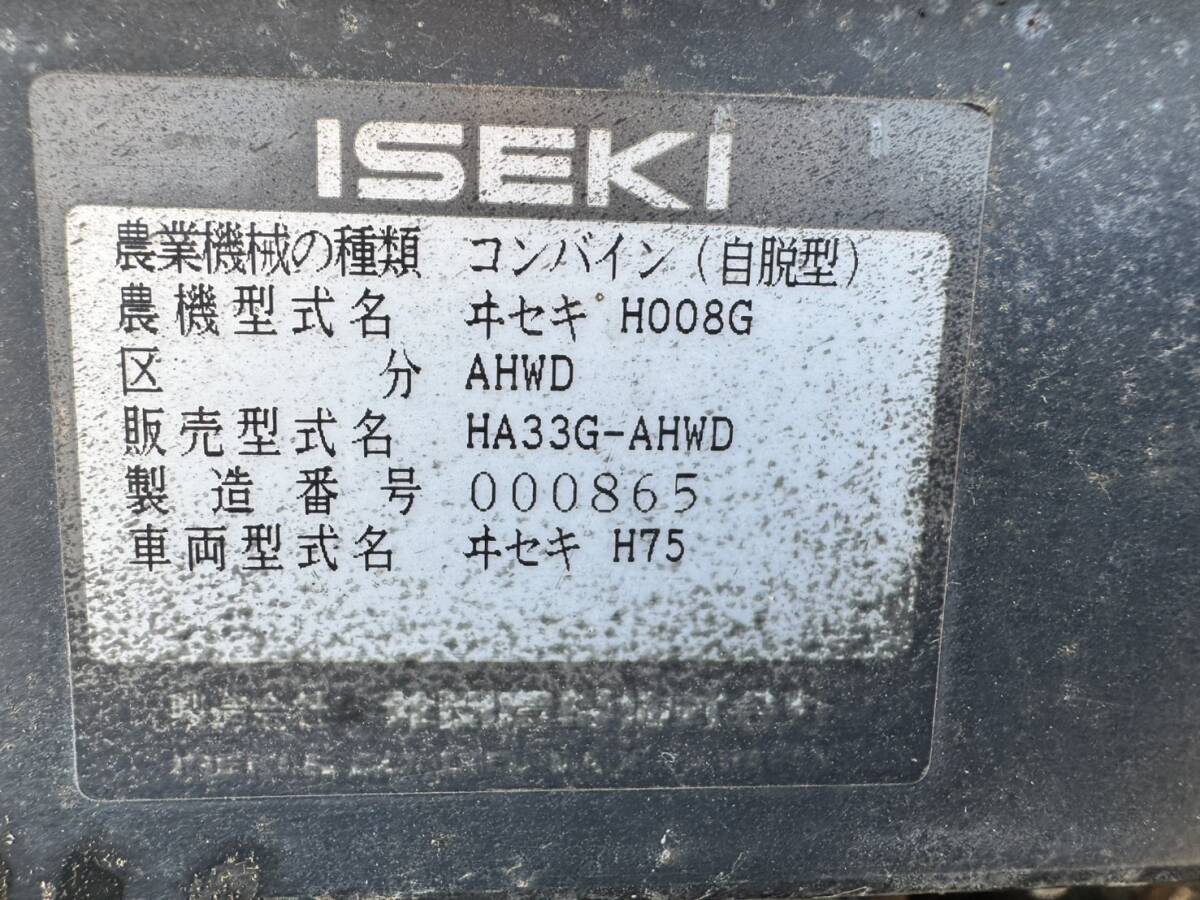 ISEKI
農業機械の種類 コンバイン（自脱型）
農機型式名 ヰセキ H008G
区分 AHWD
販売型式名 HA33G-AHWD
製造番号 000865
車両型式名 ヰセキ H75